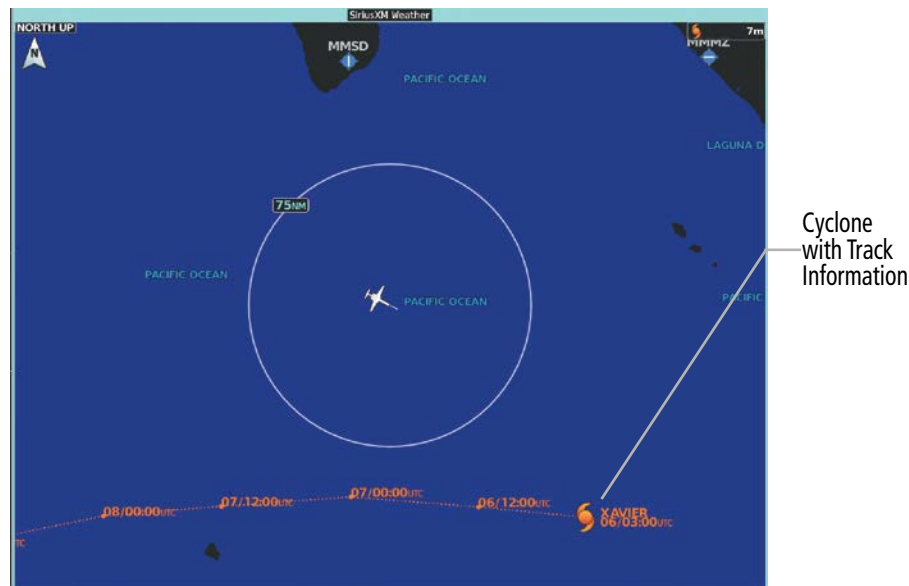 SiriusXM Weather
NORTH UP
N
7m
MMSD
MMMZ
PACIFIC OCEAN
LAGUNA D
75NM
Cyclone
with Track
Information
PACIFIC OCEAN
PACIFIC OCEAN
PACIFIC
08/00:00UTC
07/12:00UTC
07/00:00UTC
06/12:00UTC
XAVIER
06/03:00UTC
TC